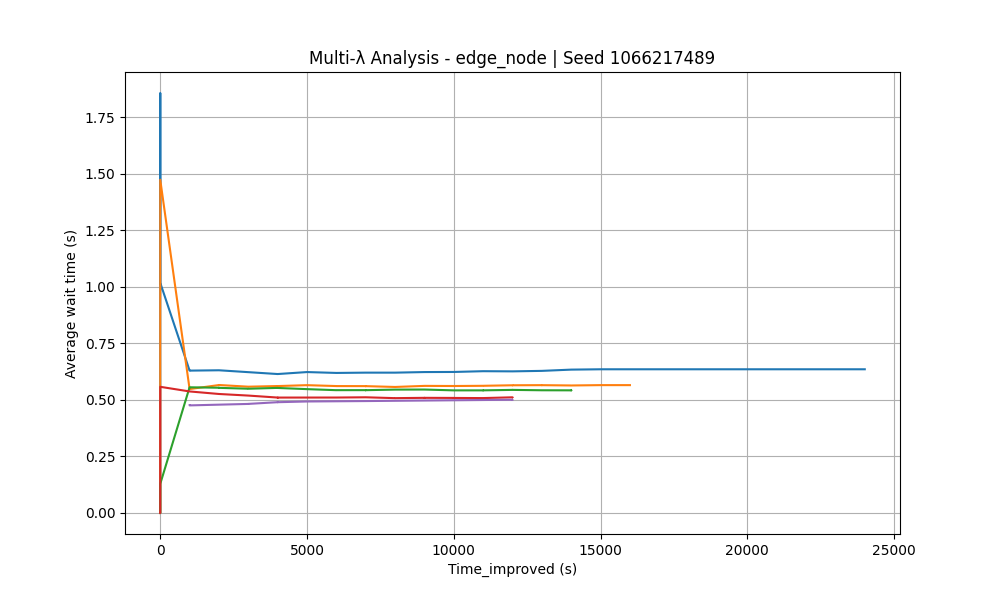 Multi-λ Analysis - edge_node | Seed 1066217489
Average wait time (s)
1.75
1.50
1.25
1.00
0.75
0.50
0.25
0.00
0 5000 10000 15000 20000 25000
Time_improved (s)